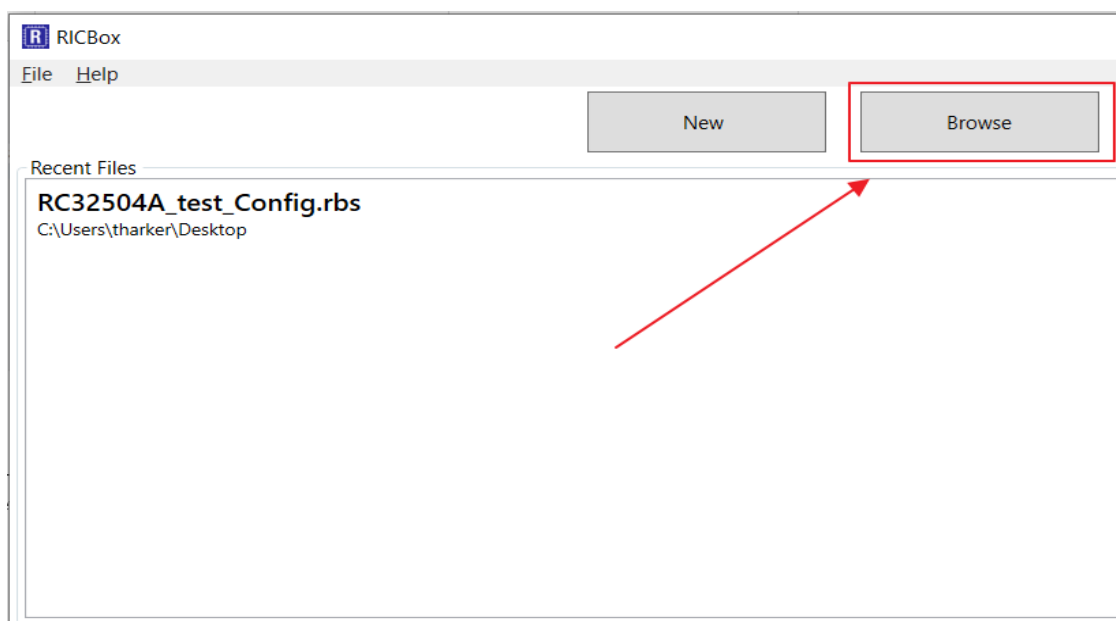 R RICBox
File Help
New Browse
Recent Files
RC32504A_test_Config.rbs
C:\Users\tharker\Desktop